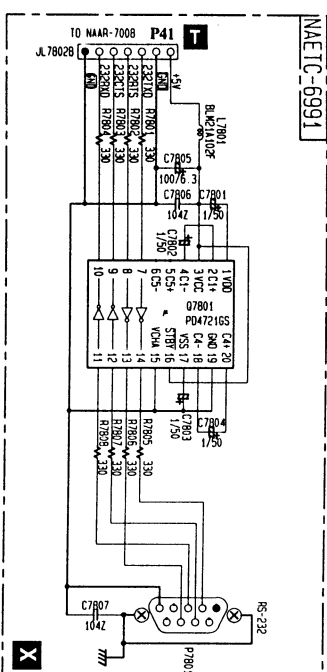 NAETC-6991
TO NAAR-7008 P41 T
JL7802B
GND
232RXD
232CTS
232RTS
232TXD
GND
+5V
R7804 330
R7803 330
R7802 330
R7801 330
L7801
BLM21A102F
C7805
100/6.3
C7806
104Z
C7801
1/50
C7802
1/50
10
9
8
7
6 C5-
5 C5+
4 C1-
3 VCC
2 C1+
1 VDD
Q7801
μPD4721GS
11
12
13
14
VCHA 15
STBY 16
VSS 17
C4- 18
GND 19
C4+ 20
C7803
1/50
C7804
1/50
R7808 330
R7807 330
R7806 330
R7805 330
C7807
104Z
RS-232
X